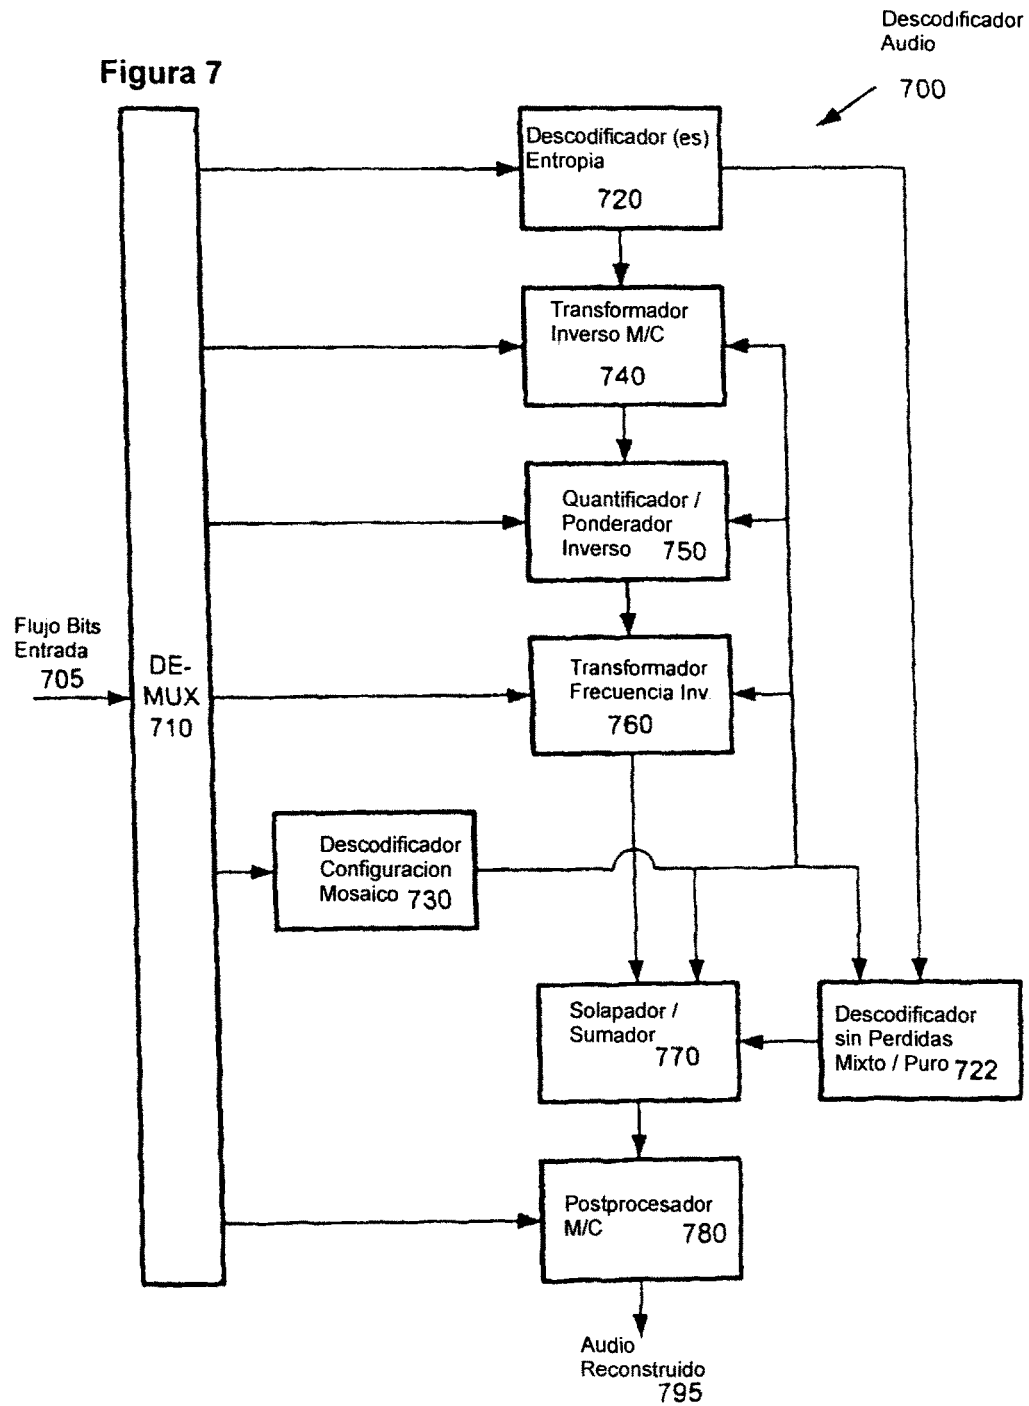 Descodificador
Audio
700
Figura 7
Descodificador (es)
Entropia
720
Transformador
Inverso M/C
740
Quantificador /
Ponderador
Inverso 750
Flujo Bits
Entrada
705
DE-
MUX
710
Transformador
Frecuencia Inv.
760
Descodificador
Configuracion
Mosaico 730
Solapador /
Sumador
770
Descodificador
sin Perdidas
Mixto / Puro 722
Postprocesador
M/C
780
Audio
Reconstruido
795